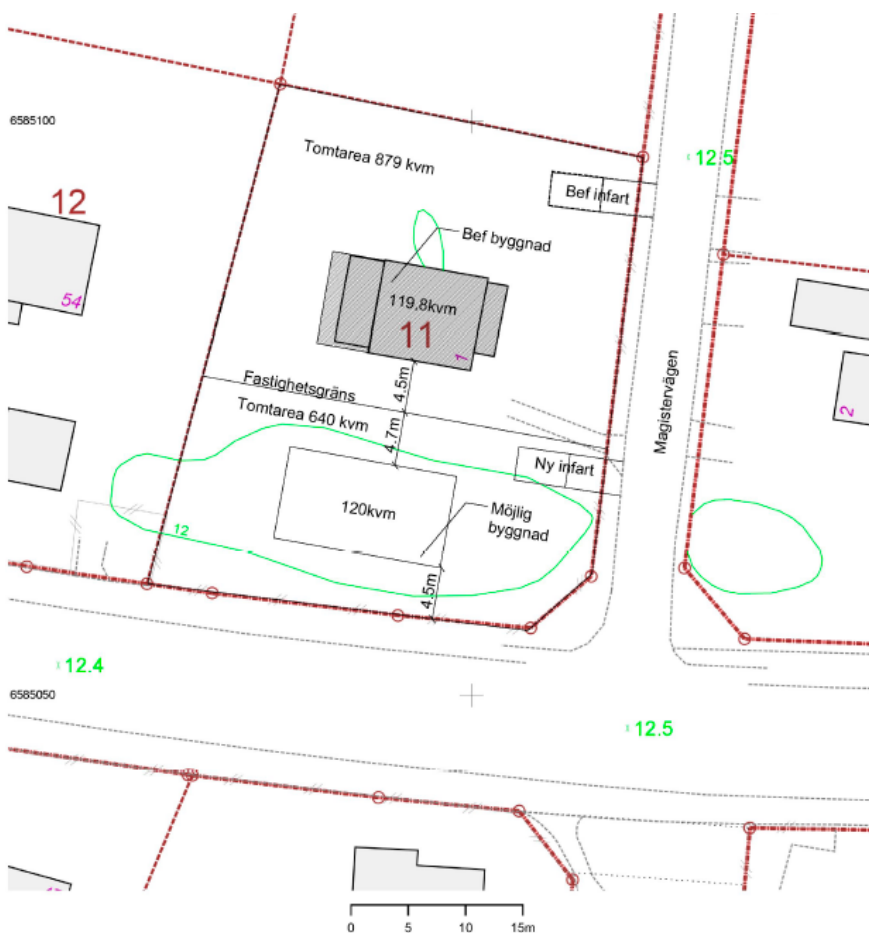 6585100
Tomtarea 879 kvm
12.5
12
Bef infart
Bef byggnad
54
119,8kvm
11
1
Fastighetsgräns
4.5m
Tomtarea 640 kvm
4.7m
Magistervägen
2
Ny infart
120kvm
Möjlig
byggnad
12
4.5m
12.4
6585050
12.5
0 5 10 15m